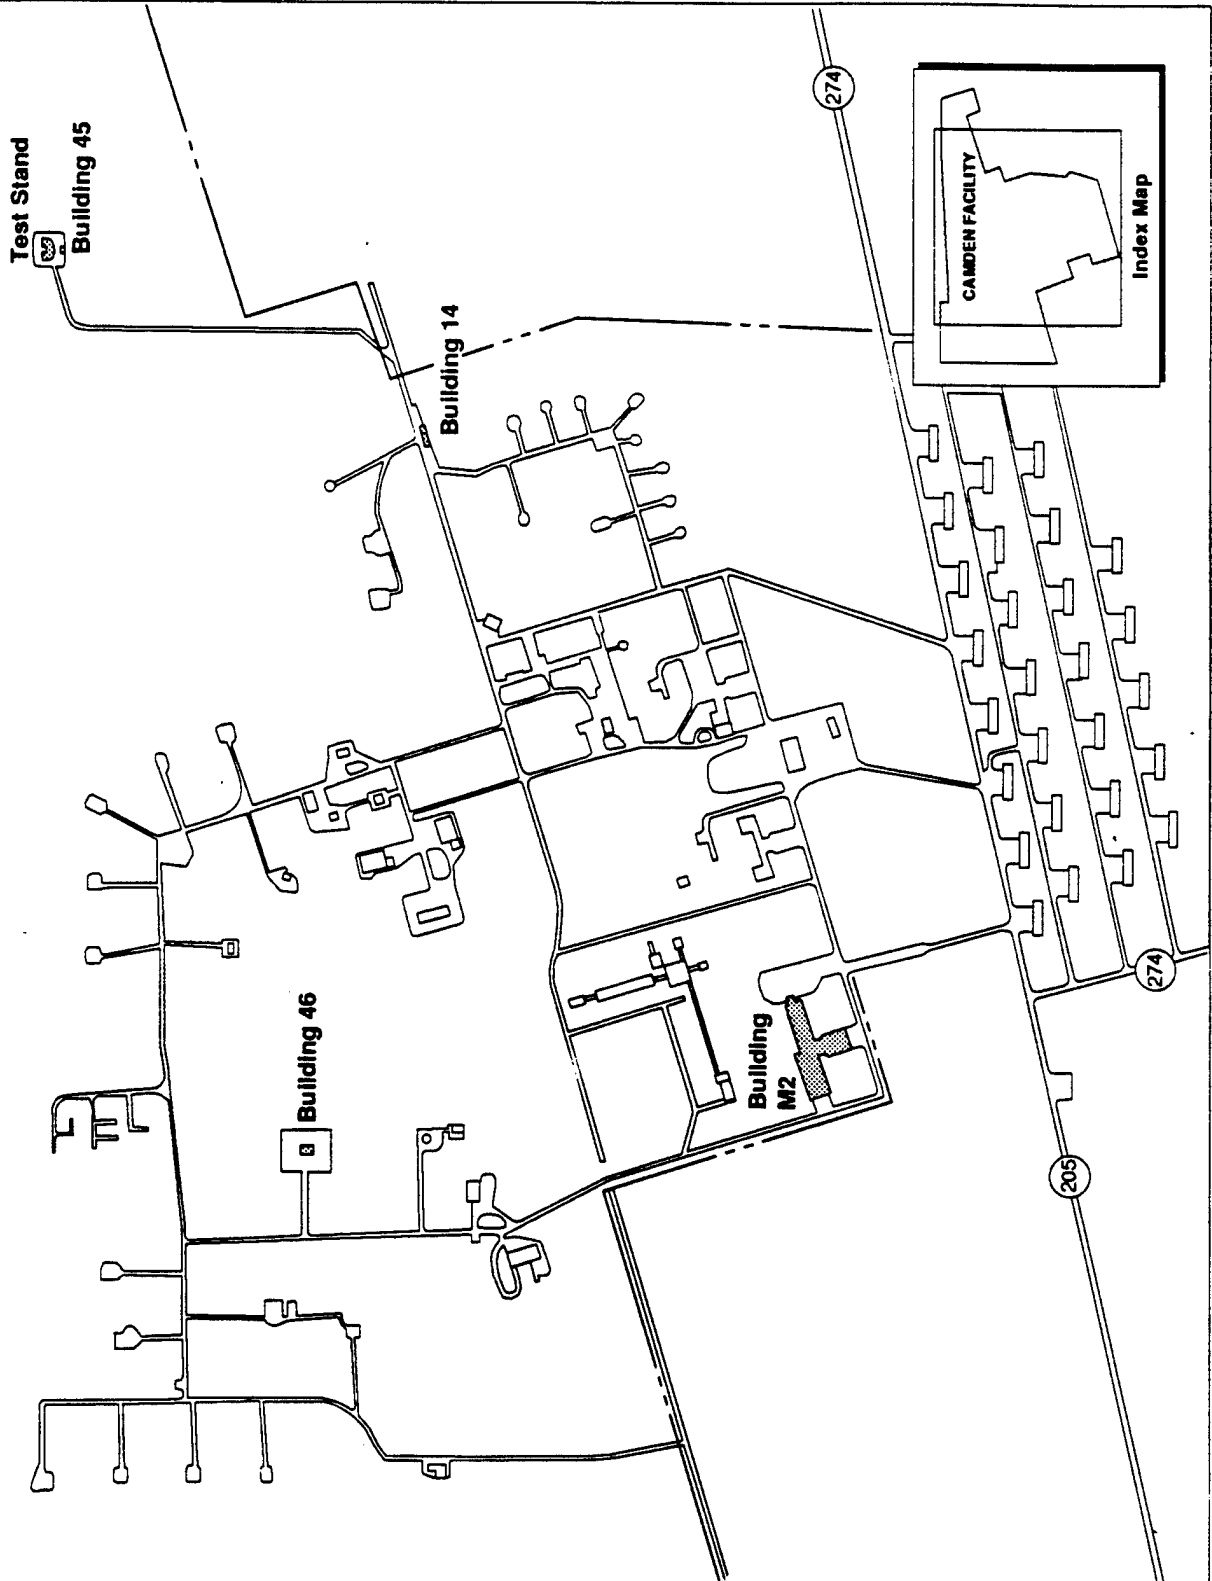 Test Stand
Building 45
Building 14
Building 46
Building
M2
274
274
205
CAMDEN FACILITY
Index Map